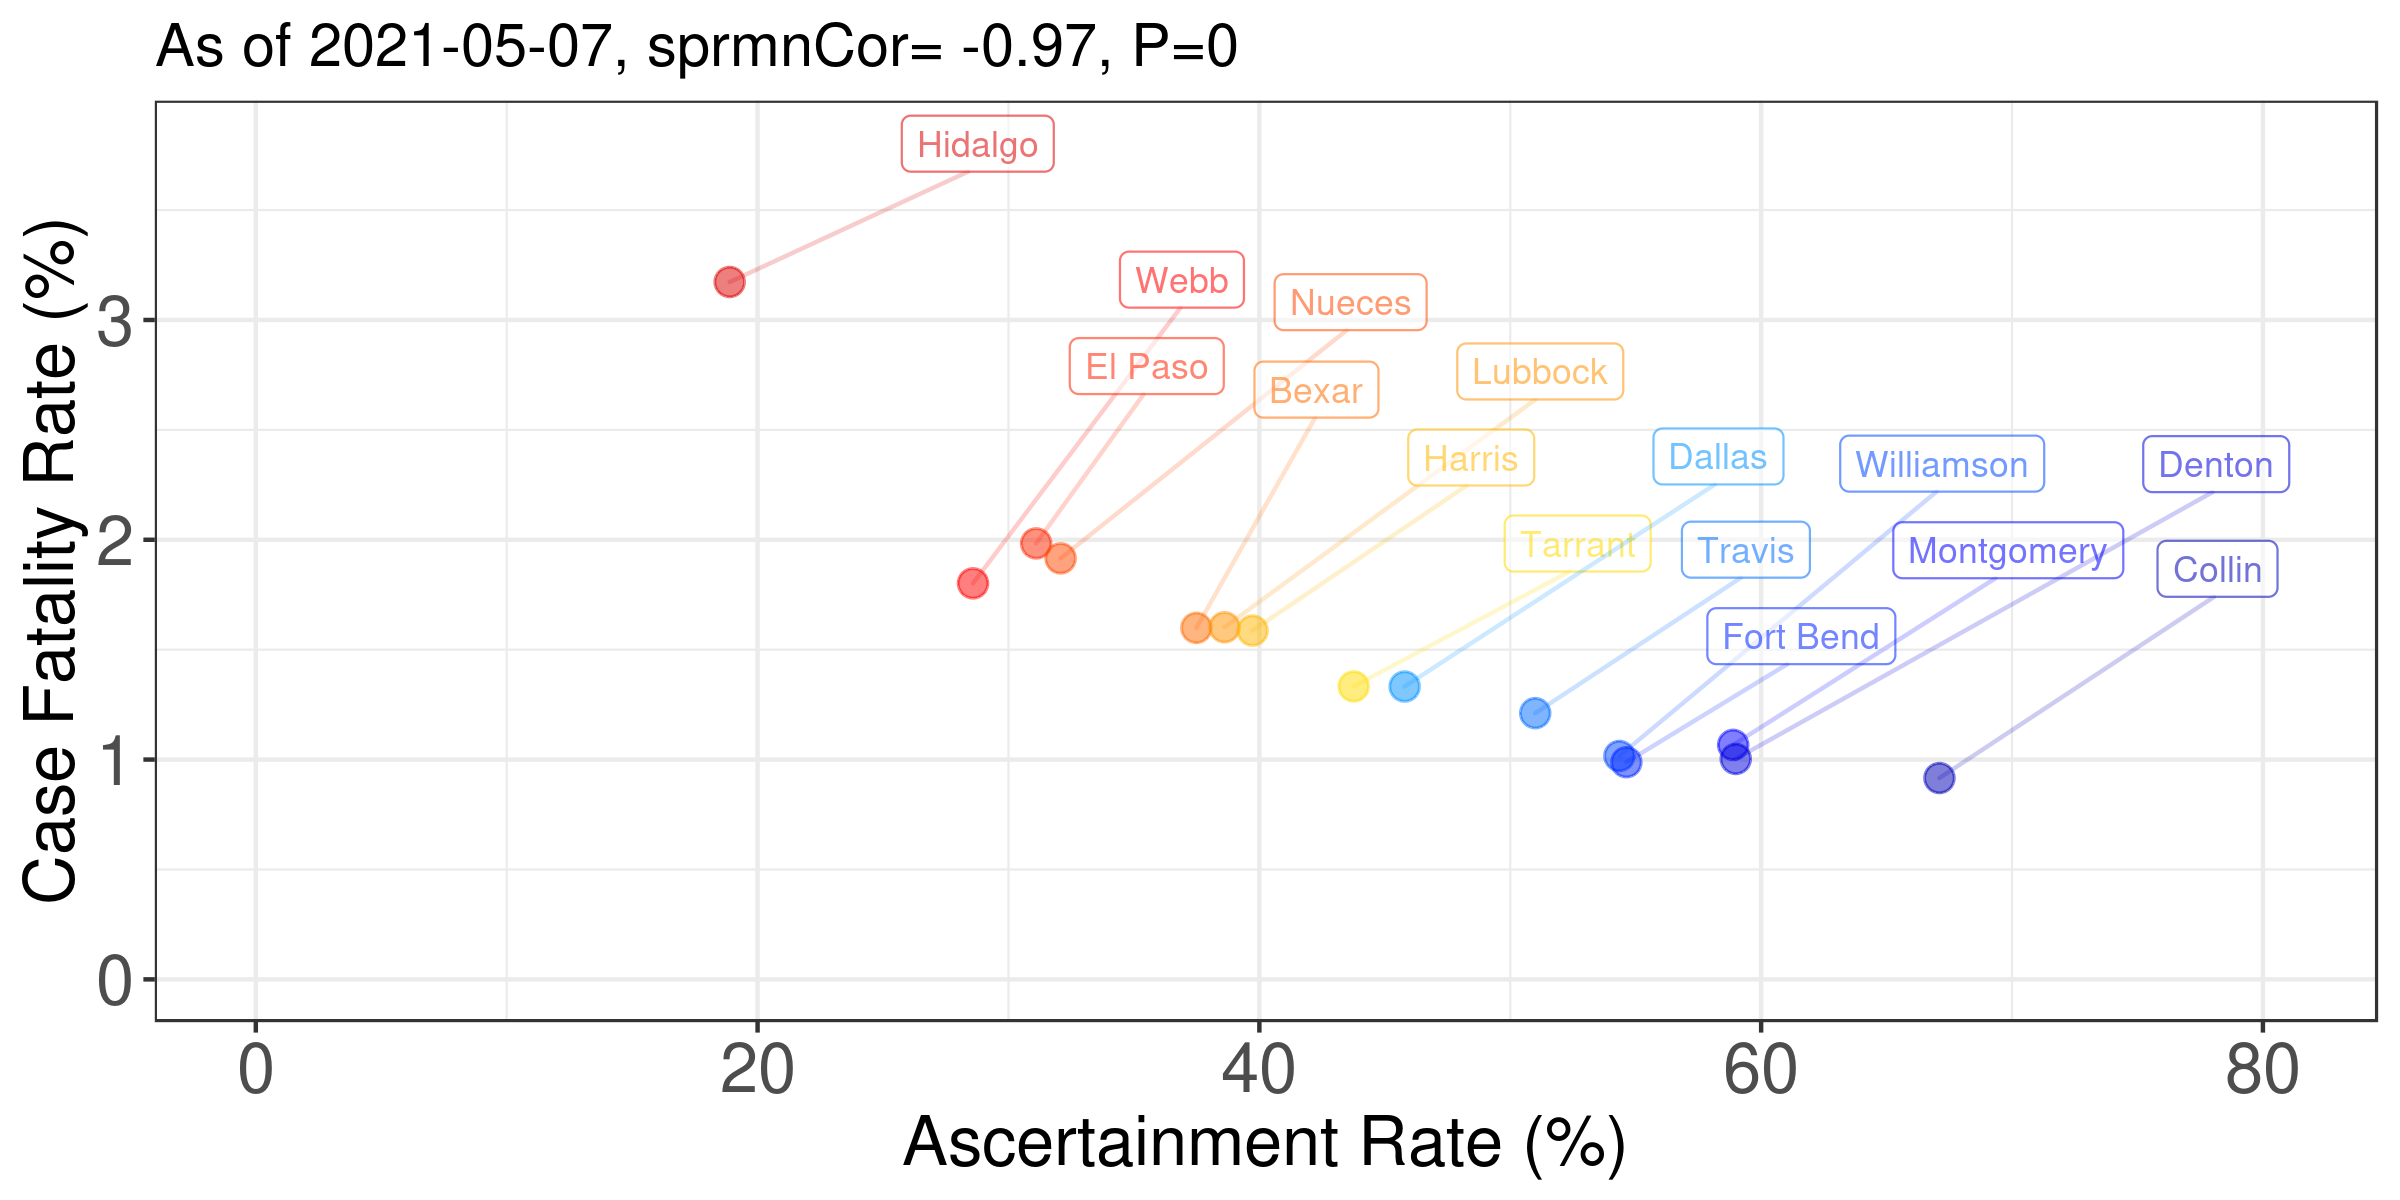 As of 2021-05-07, sprmnCor= -0.97, P=0
Hidalgo
Webb
Nueces
El Paso
Bexar
Lubbock
Harris
Dallas
Williamson
Denton
Tarrant
Travis
Montgomery
Collin
Fort Bend
Case Fatality Rate (%)
3
2
1
0
0 20 40 60 80
Ascertainment Rate (%)